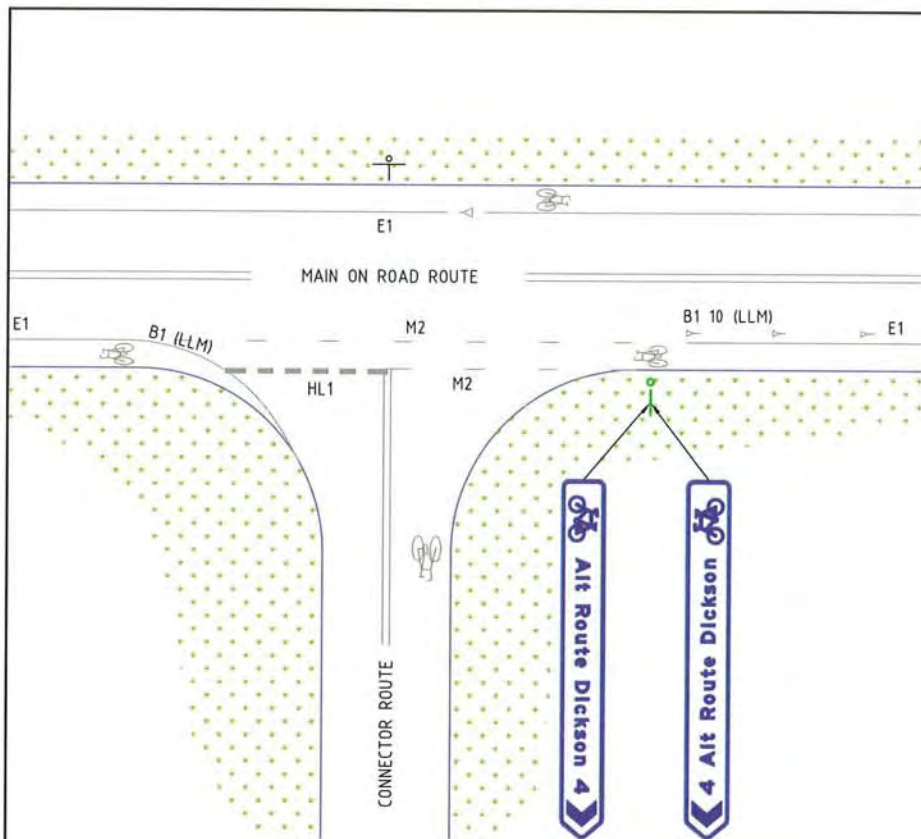 E1
MAIN ON ROAD ROUTE
E1
B1 (LLM)
M2
B1 10 (LLM)
E1
HL1
M2
CONNECTOR ROUTE
Alt Route Dickson 4
4 Alt Route Dickson